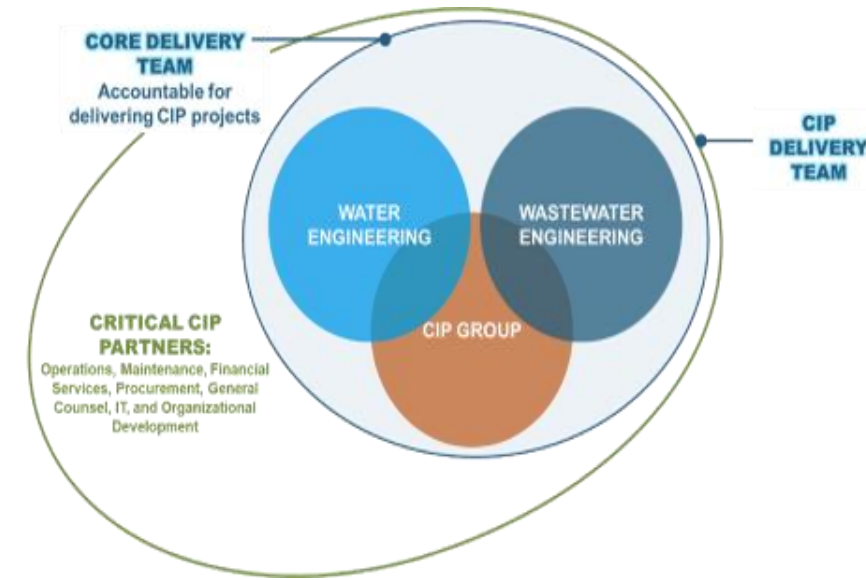 CORE DELIVERY
TEAM
Accountable for
delivering CIP projects
CIP
DELIVERY
TEAM
WATER
ENGINEERING
WASTEWATER
ENGINEERING
CIP GROUP
CRITICAL CIP
PARTNERS:
Operations, Maintenance, Financial
Services, Procurement, General
Counsel, IT, and Organizational
Development